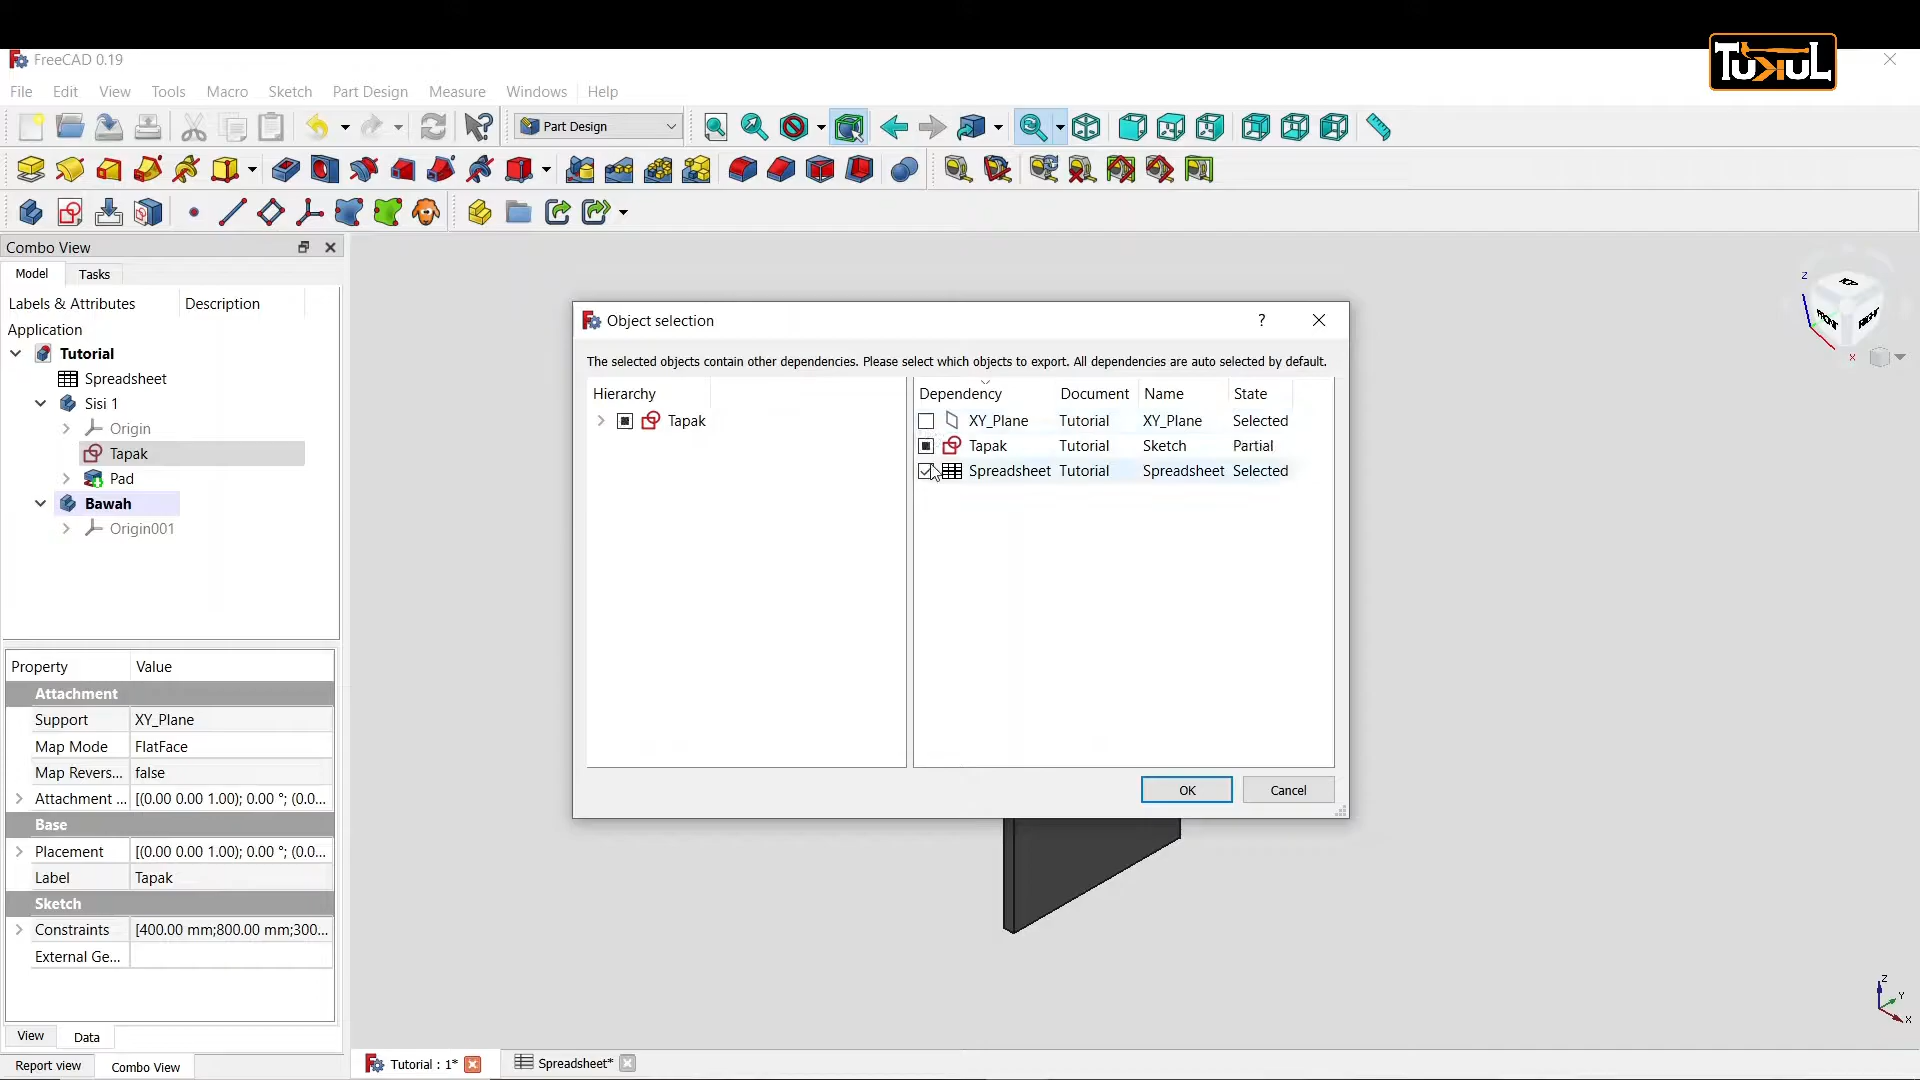 TUKUL
FreeCAD 0.19
File Edit View Tools Macro Sketch Part Design Measure Windows Help
Part Design
Combo View
Model Tasks
Labels & Attributes Description
Application
Tutorial
Spreadsheet
Sisi 1
Origin
Tapak
Pad
Bawah
Origin001
Property Value
Attachment
Support XY_Plane
Map Mode FlatFace
Map Revers... false
Attachment ... [(0.00 0.00 1.00); 0.00 °; (0.0...
Base
Placement [(0.00 0.00 1.00); 0.00 °; (0.0...
Label Tapak
Sketch
Constraints [400.00 mm;800.00 mm;300...
External Ge...
View Data
Report view Combo View
Object selection
?
The selected objects contain other dependencies. Please select which objects to export. All dependencies are auto selected by default.
Hierarchy
Tapak
Dependency Document Name State
XY_Plane Tutorial XY_Plane Selected
Tapak Tutorial Sketch Partial
Spreadsheet Tutorial Spreadsheet Selected
OK Cancel
Z
FRONT RIGHT
X
Z
Y
X
Tutorial : 1* Spreadsheet*